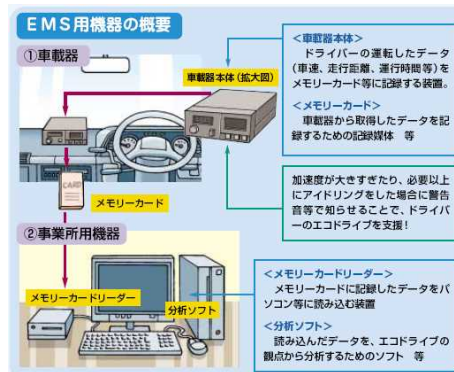 EMS用機器の概要
①車載器
車載器本体（拡大図）
CARD
メモリーカード
＜車載器本体＞
ドライバーの運転したデータ
（車速、走行距離、運行時間等）を
メモリーカード等に記録する装置。
＜メモリーカード＞
車載器から取得したデータを記
録するための記録媒体　等
加速度が大きすぎたり、必要以上
にアイドリングをした場合に警告
音等で知らせることで、ドライバ
ーのエコドライブを支援！
②事業所用機器
メモリーカードリーダー
分析ソフト
＜メモリーカードリーダー＞
メモリーカードに記録したデータをパ
ソコン等に読み込む装置
＜分析ソフト＞
読み込んだデータを、エコドライブの
観点から分析するためのソフト　等